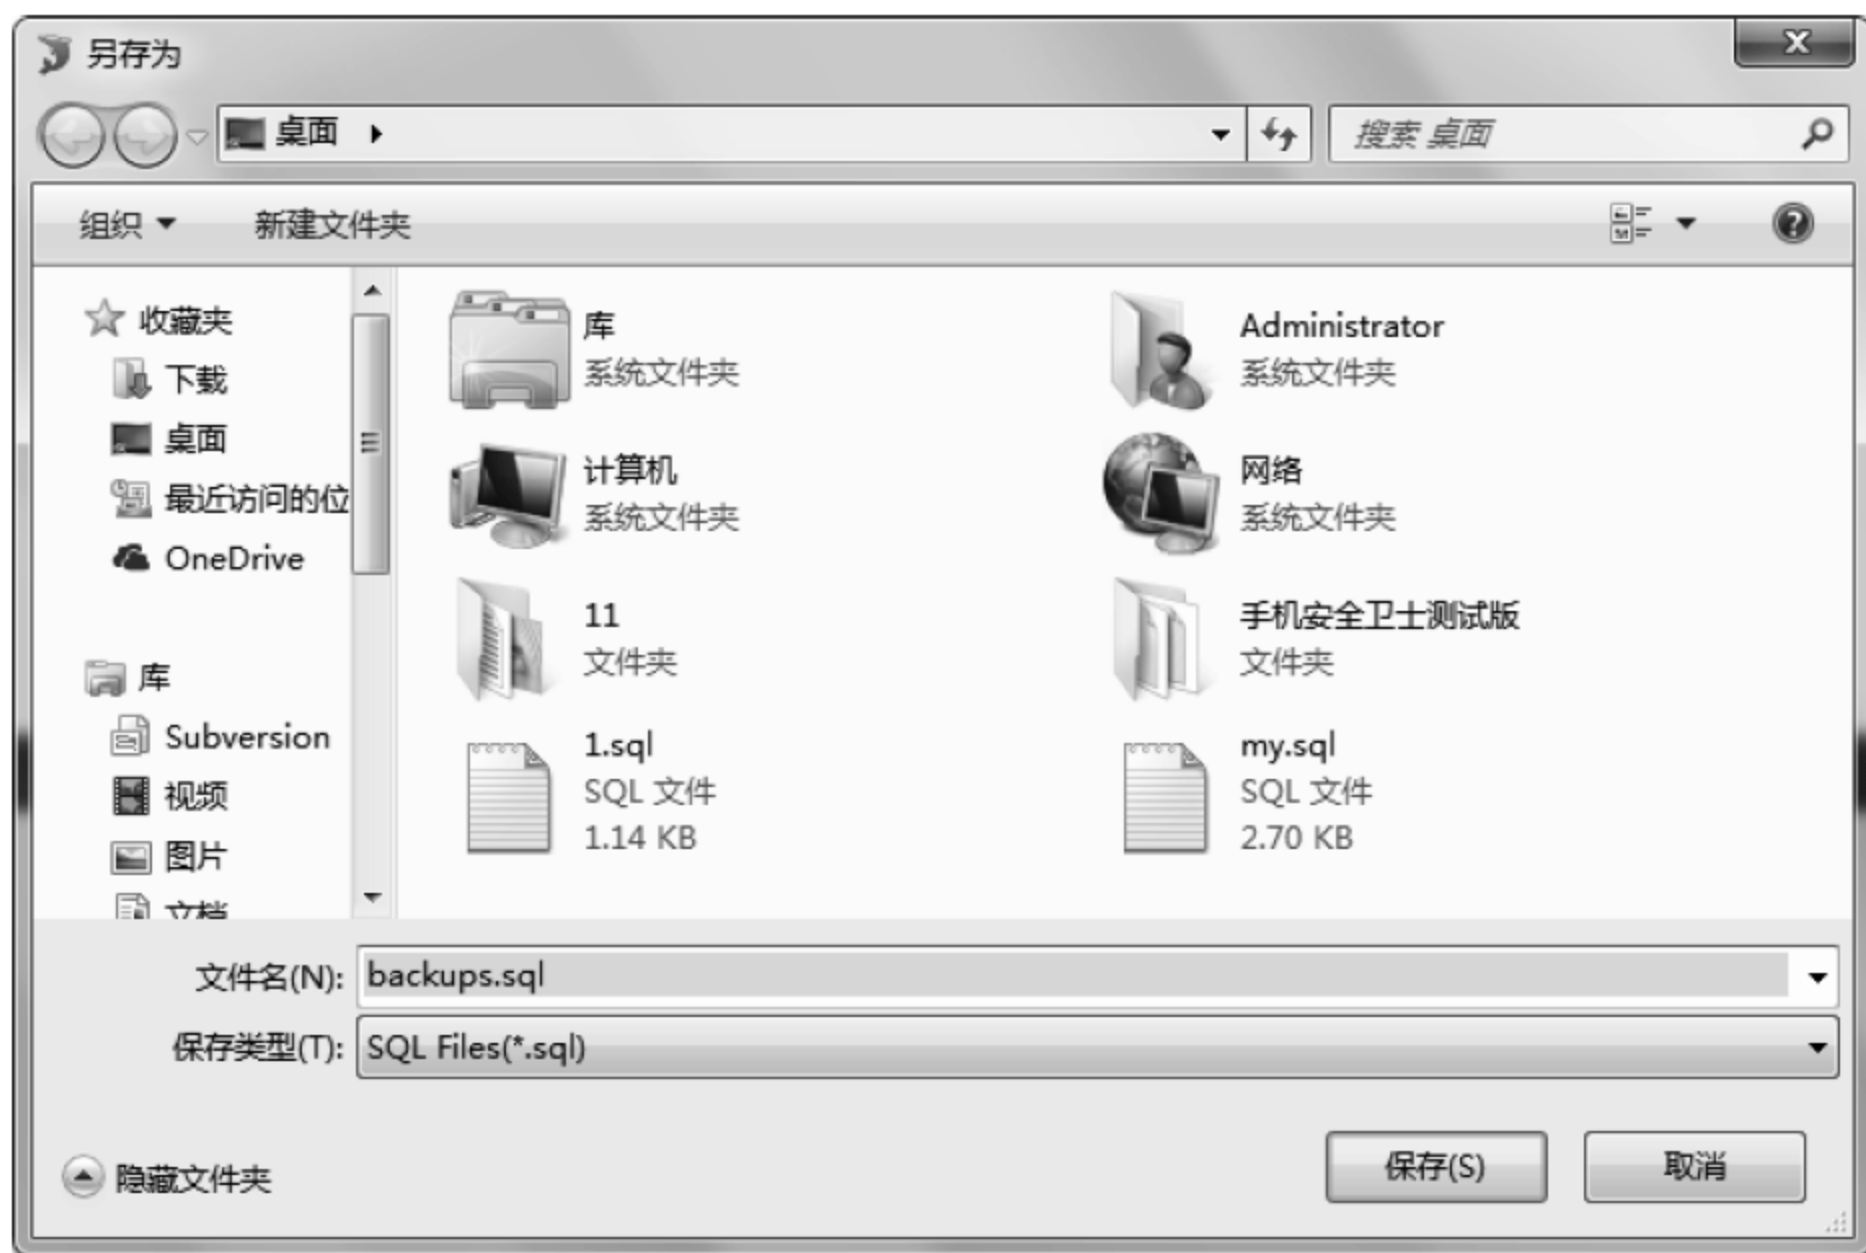 另存为
桌面
搜索 桌面
组织
新建文件夹
收藏夹
下载
桌面
最近访问的位
OneDrive
库
Subversion
视频
图片
文档
库
系统文件夹
Administrator
系统文件夹
计算机
系统文件夹
网络
系统文件夹
11
文件夹
手机安全卫士测试版
文件夹
1.sql
SQL 文件
1.14 KB
my.sql
SQL 文件
2.70 KB
文件名(N): backups.sql
保存类型(T): SQL Files(*.sql)
隐藏文件夹
保存(S)
取消